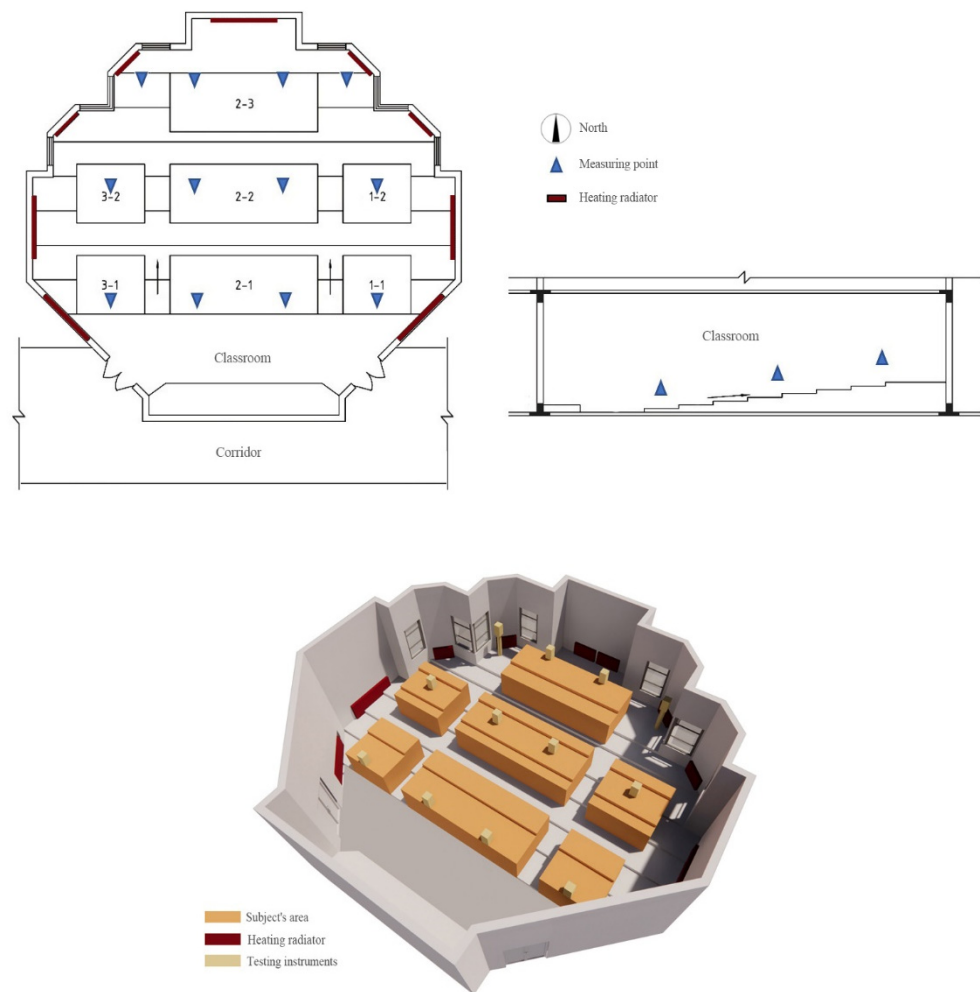 2-3
3-2
2-2
1-2
3-1
2-1
1-1
Classroom
Corridor
North
Measuring point
Heating radiator
Classroom
Subject's area
Heating radiator
Testing instruments